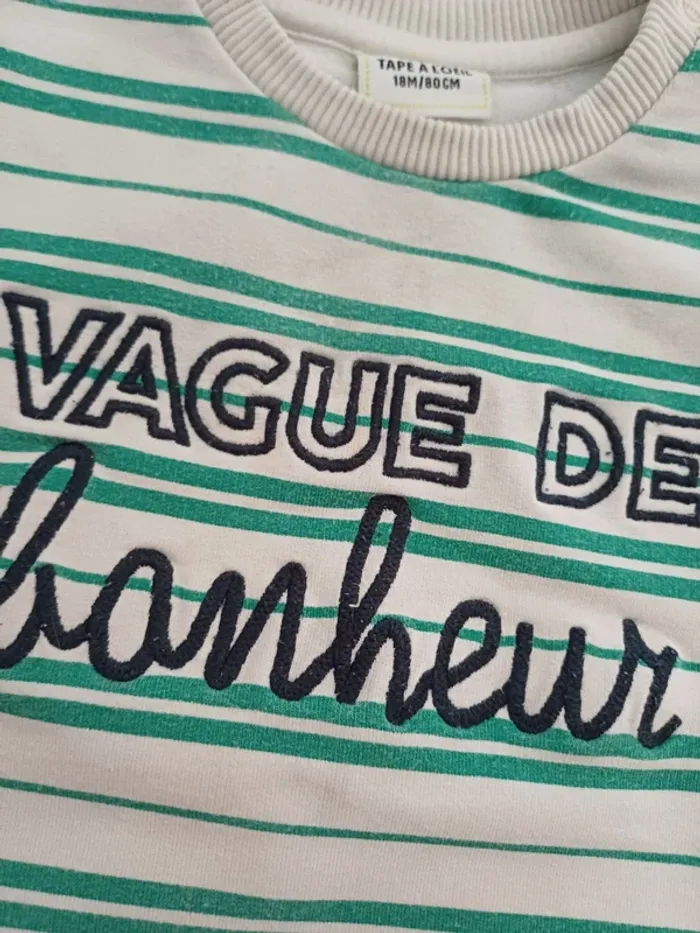 TAPE À L'OEIL
18M/80CM
VAGUE DE
bonheur